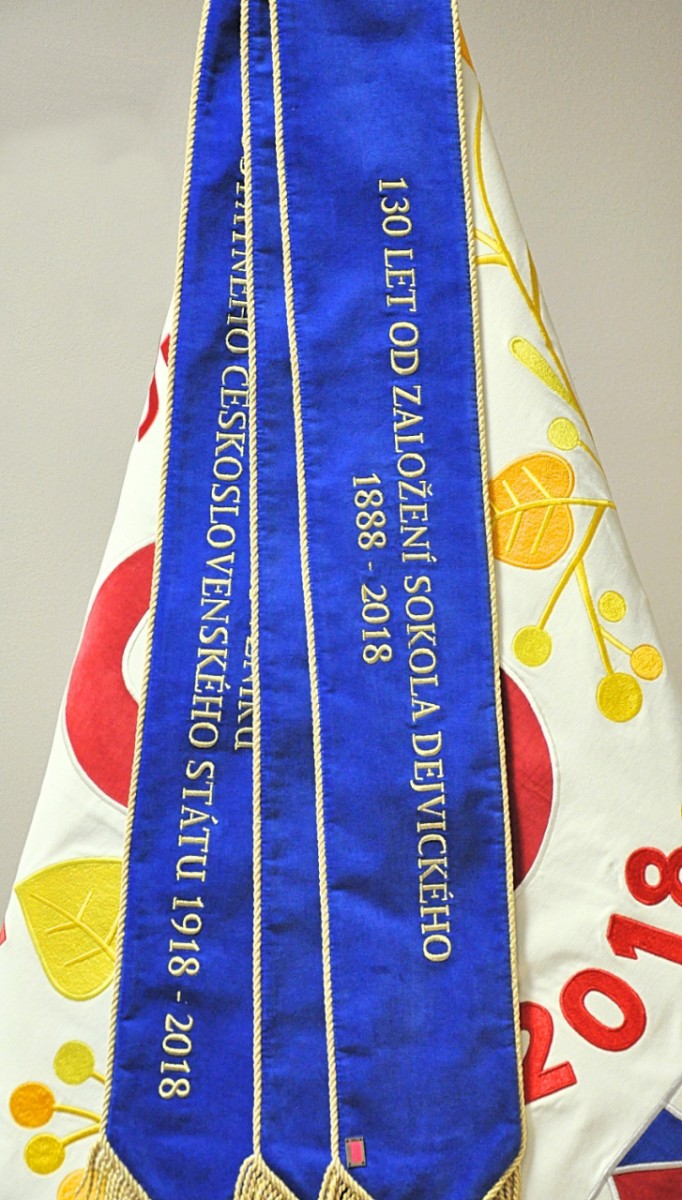 130 LET OD ZALOŽENÍ SOKOLA DEJVICKÉHO
1888 - 2018
ČESKOSLOVENSKÉHO STÁTU 1918 - 2018
2018